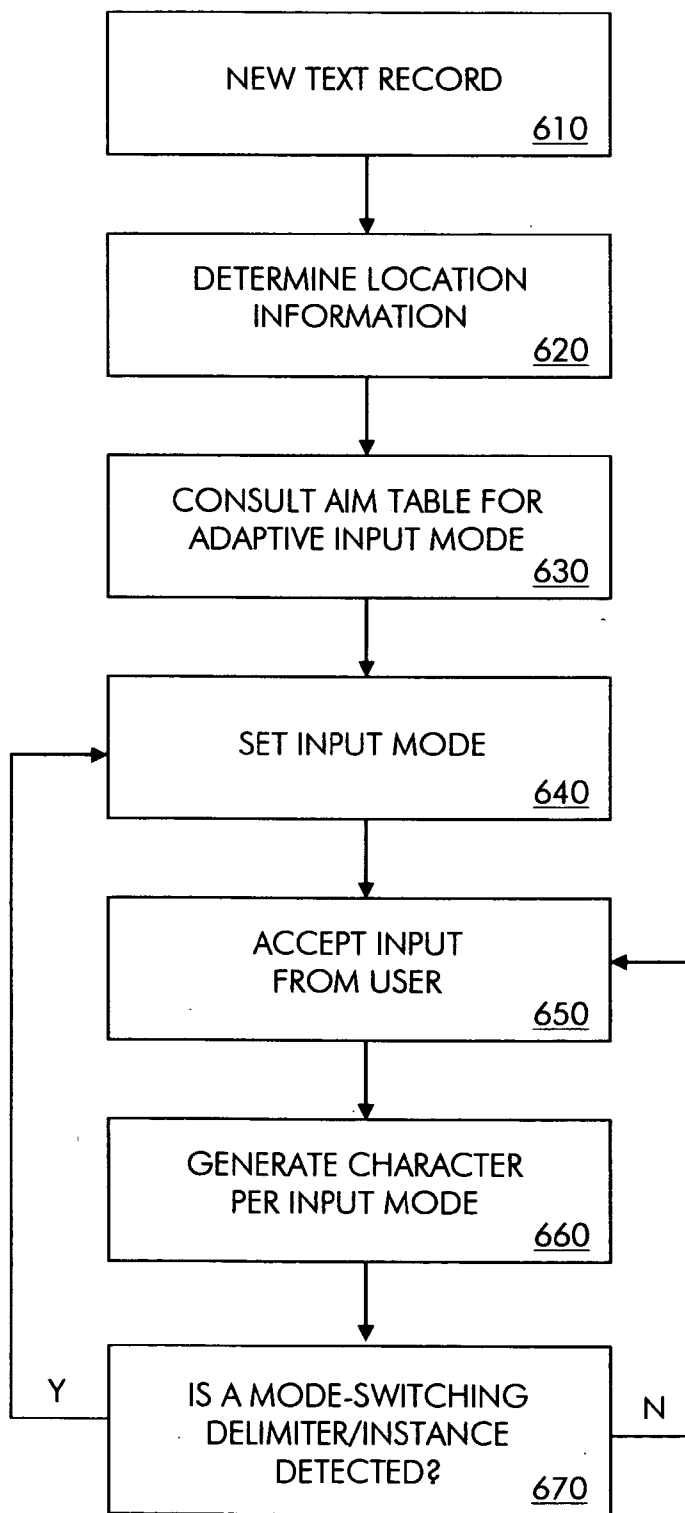 NEW TEXT RECORD
610
DETERMINE LOCATION
INFORMATION
620
CONSULT AIM TABLE FOR
ADAPTIVE INPUT MODE
630
SET INPUT MODE
640
ACCEPT INPUT
FROM USER
650
GENERATE CHARACTER
PER INPUT MODE
660
Y
IS A MODE-SWITCHING
DELIMITER/INSTANCE
DETECTED?
N
670